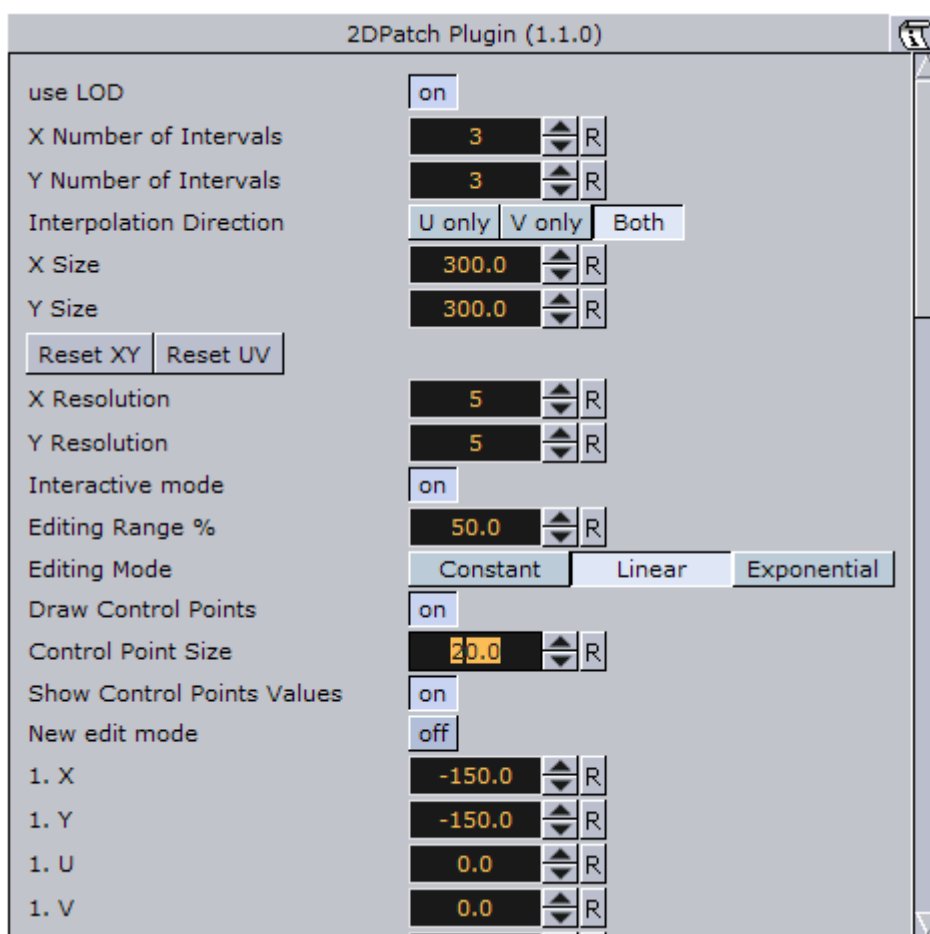 2DPatch Plugin (1.1.0)
use LOD on
X Number of Intervals 3 R
Y Number of Intervals 3 R
Interpolation Direction U only V only Both
X Size 300.0 R
Y Size 300.0 R
Reset XY Reset UV
X Resolution 5 R
Y Resolution 5 R
Interactive mode on
Editing Range % 50.0 R
Editing Mode Constant Linear Exponential
Draw Control Points on
Control Point Size 20.0 R
Show Control Points Values on
New edit mode off
1. X -150.0 R
1. Y -150.0 R
1. U 0.0 R
1. V 0.0 R